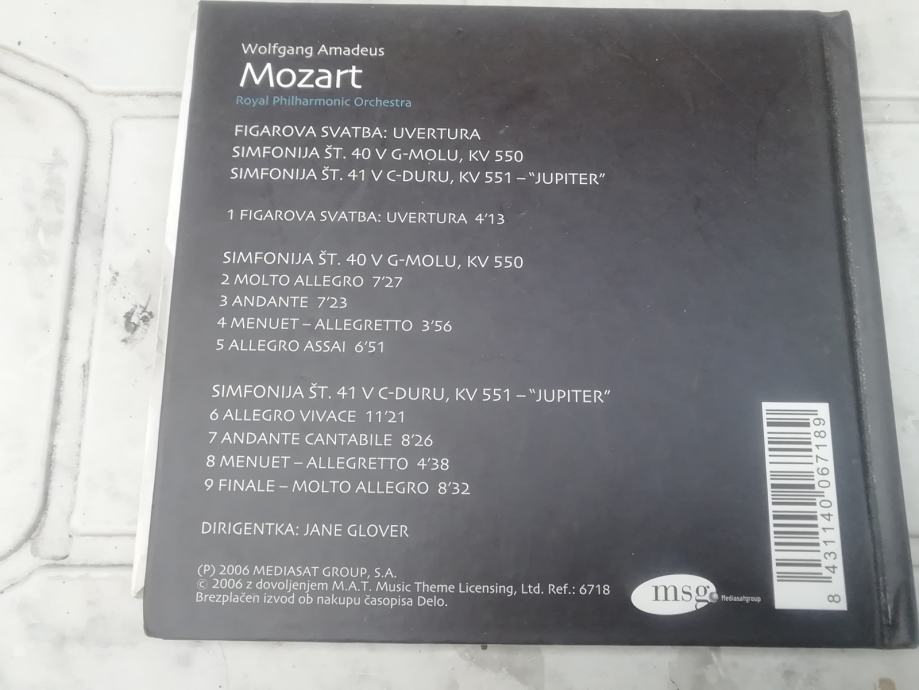 Wolfgang Amadeus
Mozart
Royal Philharmonic Orchestra
FIGAROVA SVATBA: UVERTURA
SIMFONIJA ŠT. 40 V G-MOLU, KV 550
SIMFONIJA ŠT. 41 V C-DURU, KV 551 – “JUPITER”
1 FIGAROVA SVATBA: UVERTURA 4’13
SIMFONIJA ŠT. 40 V G-MOLU, KV 550
2 MOLTO ALLEGRO 7’27
3 ANDANTE 7’23
4 MENUET – ALLEGRETTO 3’56
5 ALLEGRO ASSAI 6’51
SIMFONIJA ŠT. 41 V C-DURU, KV 551 – “JUPITER”
6 ALLEGRO VIVACE 11’21
7 ANDANTE CANTABILE 8’26
8 MENUET – ALLEGRETTO 4’38
9 FINALE – MOLTO ALLEGRO 8’32
DIRIGENTKA: JANE GLOVER
(P) 2006 MEDIASAT GROUP, S.A.
© 2006 z dovoljenjem M.A.T. Music Theme Licensing, Ltd. Ref.: 6718
Brezplačen izvod ob nakupu časopisa Delo.
msg Mediasatgroup
8 431140 067189